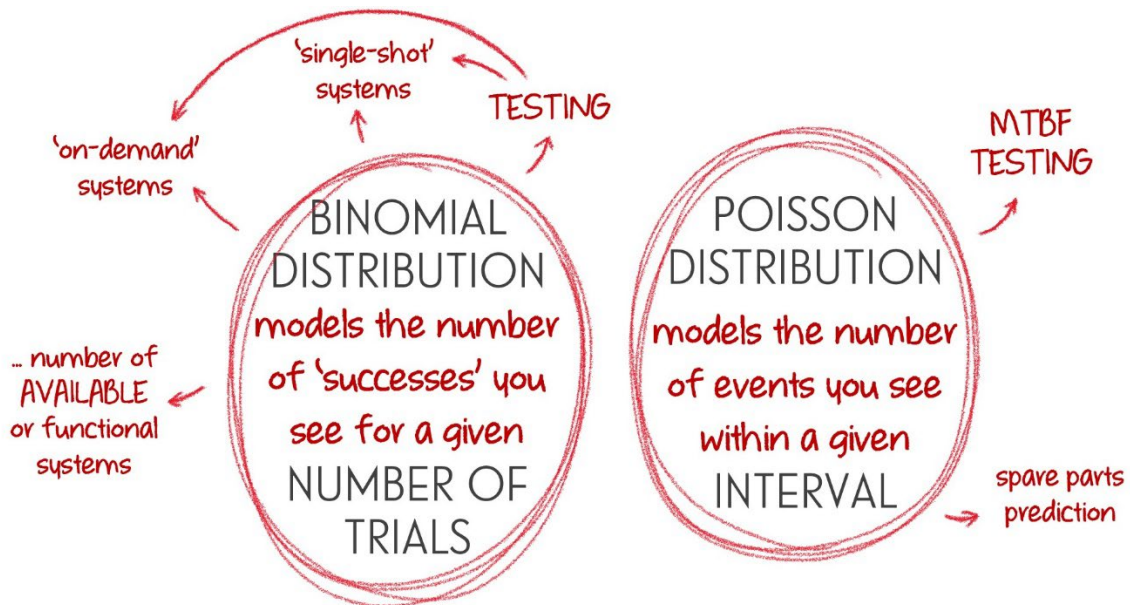 ‘single-shot’
systems
TESTING
‘on-demand’
systems
... number of
AVAILABLE
or functional
systems
BINOMIAL
DISTRIBUTION
models the number
of ‘successes’ you
see for a given
NUMBER OF
TRIALS
POISSON
DISTRIBUTION
models the number
of events you see
within a given
INTERVAL
MTBF
TESTING
spare parts
prediction